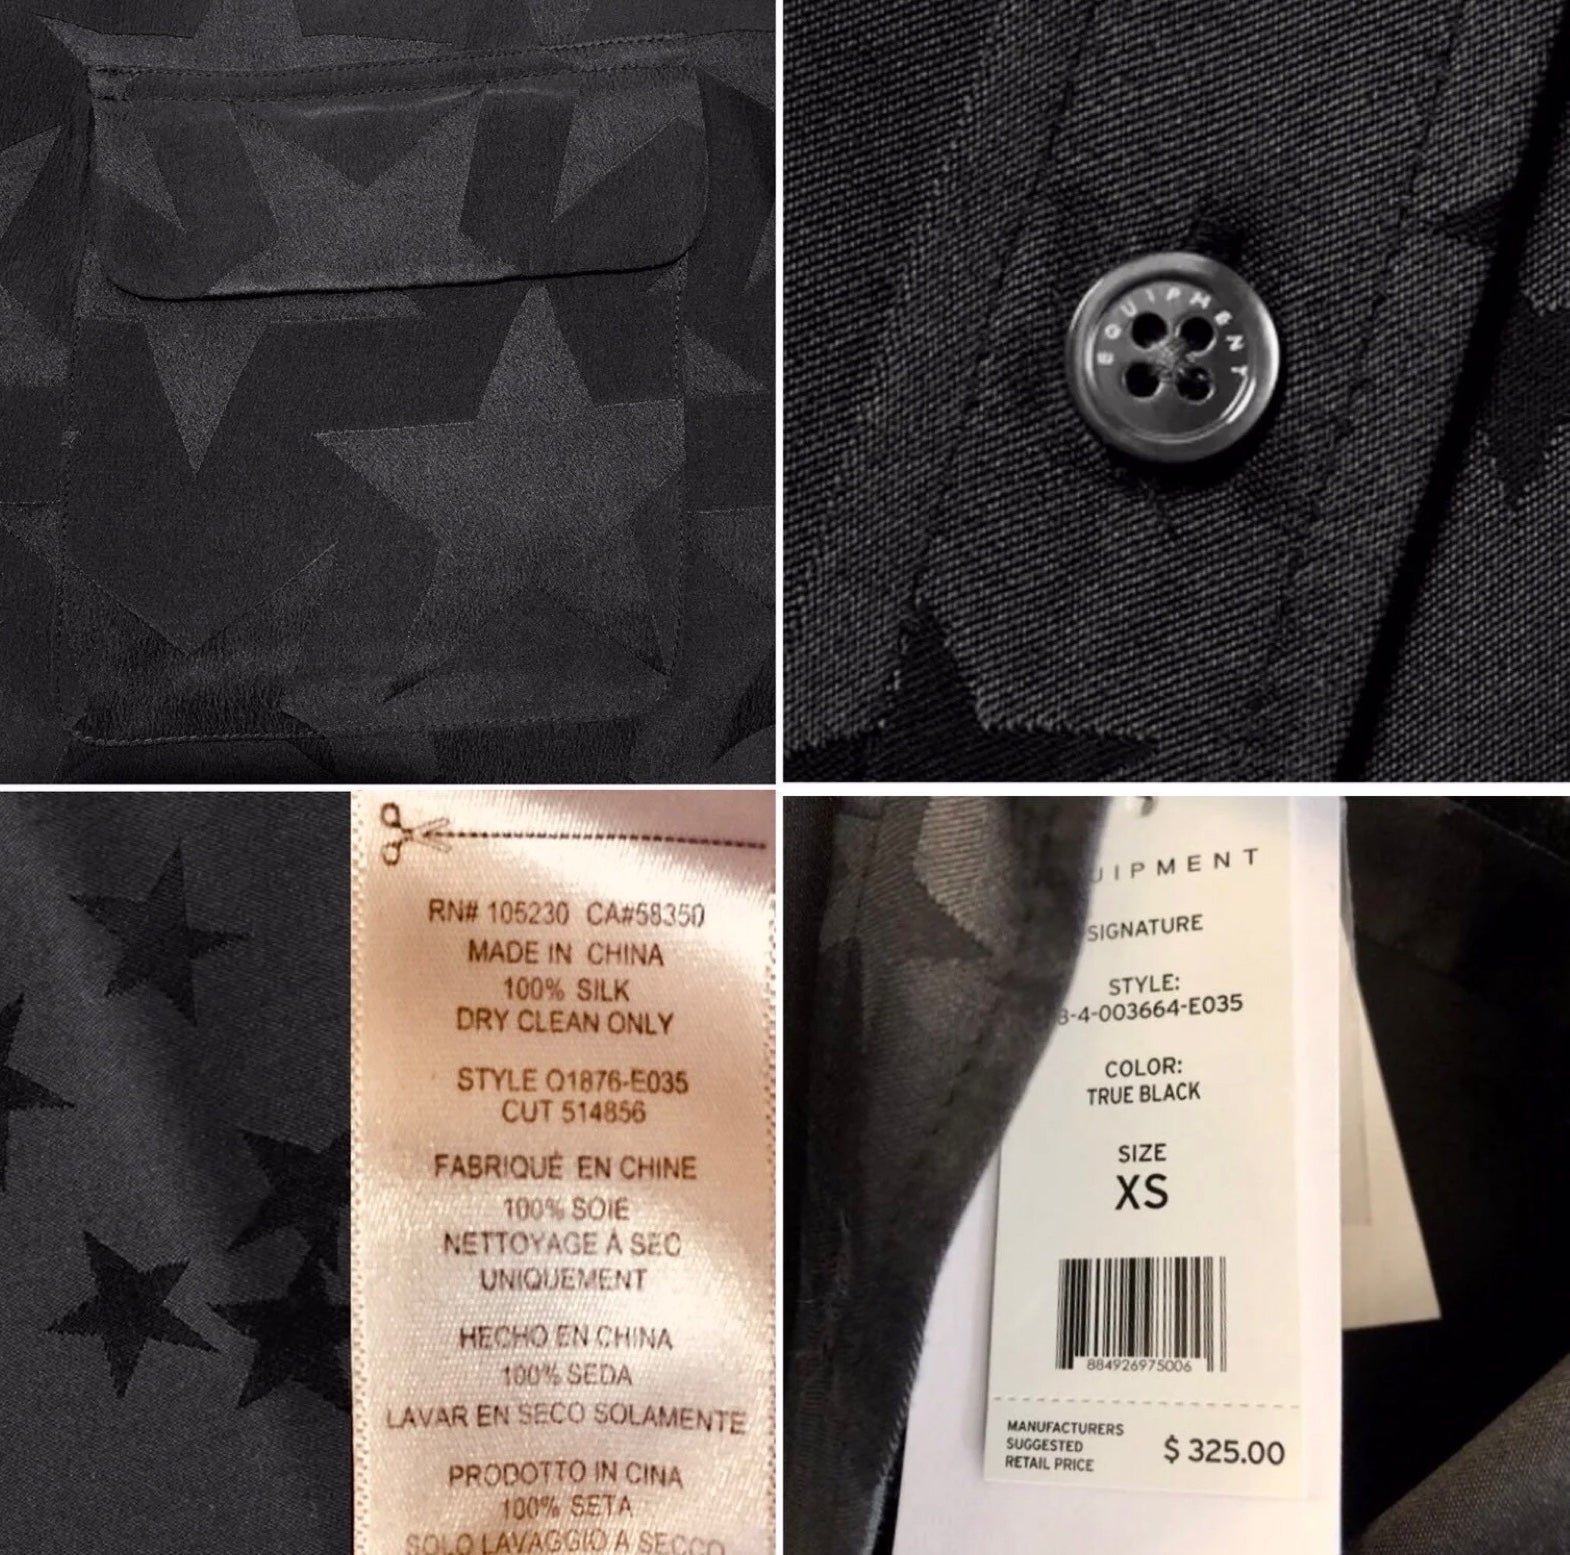 EQUIPMENT
RN# 105230 CA#58350
MADE IN CHINA
100% SILK
DRY CLEAN ONLY
STYLE O1876-E035
CUT 514856
FABRIQUÉ EN CHINE
100% SOIE
NETTOYAGE À SEC
UNIQUEMENT
HECHO EN CHINA
100% SEDA
LAVAR EN SECO SOLAMENTE
PRODOTTO IN CINA
100% SETA
SOLO LAVAGGIO A SECCO
UIPMENT
SIGNATURE
STYLE:
-4-003664-E035
COLOR:
TRUE BLACK
SIZE
XS
884926975006
MANUFACTURERS
SUGGESTED
RETAIL PRICE
$ 325.00